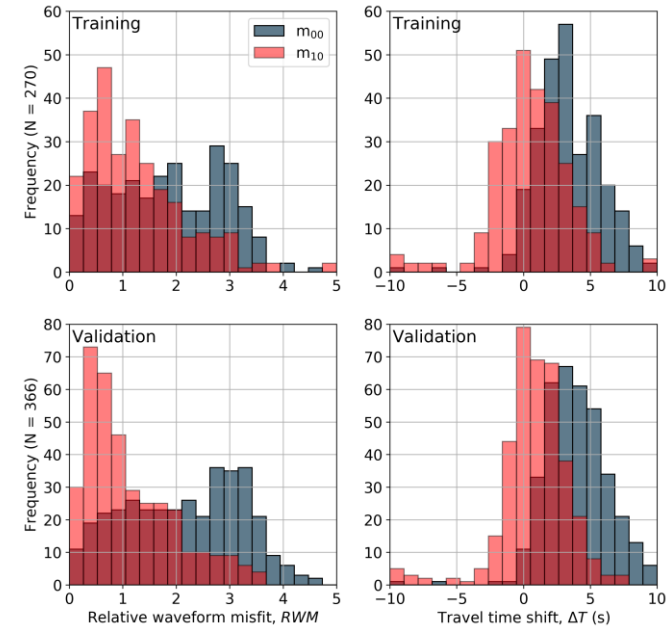 Training
m00
m10
Training
Frequency (N = 270)
60
50
40
30
20
10
0
0 1 2 3 4 5
60
50
40
30
20
10
0
−10 −5 0 5 10
Validation
Validation
Frequency (N = 366)
80
70
60
50
40
30
20
10
0
0 1 2 3 4 5
Relative waveform misfit, RWM
80
70
60
50
40
30
20
10
0
−10 −5 0 5 10
Travel time shift, ΔT (s)